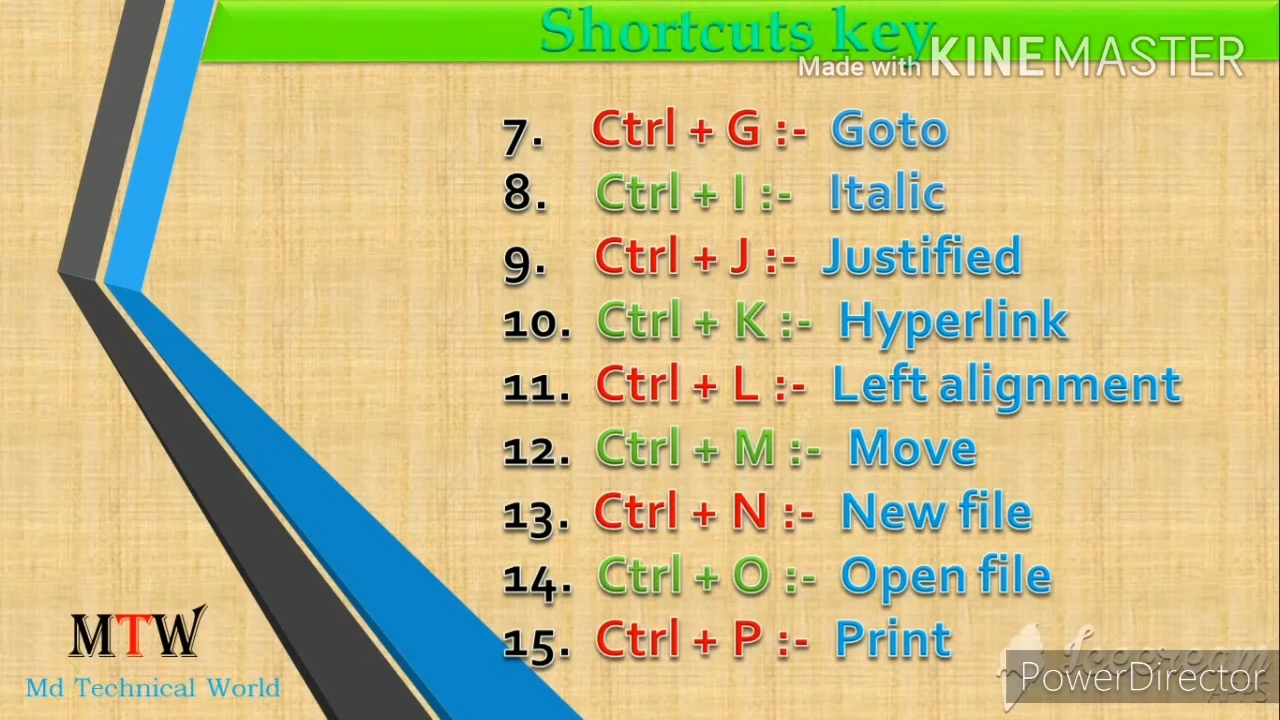 Shortcuts key
Made with KINEMASTER
7. Ctrl + G :- Goto
8. Ctrl + I :- Italic
9. Ctrl + J :- Justified
10. Ctrl + K :- Hyperlink
11. Ctrl + L :- Left alignment
12. Ctrl + M :- Move
13. Ctrl + N :- New file
14. Ctrl + O :- Open file
15. Ctrl + P :- Print
MTW
Md Technical World
Icecream
APPS
PowerDirector